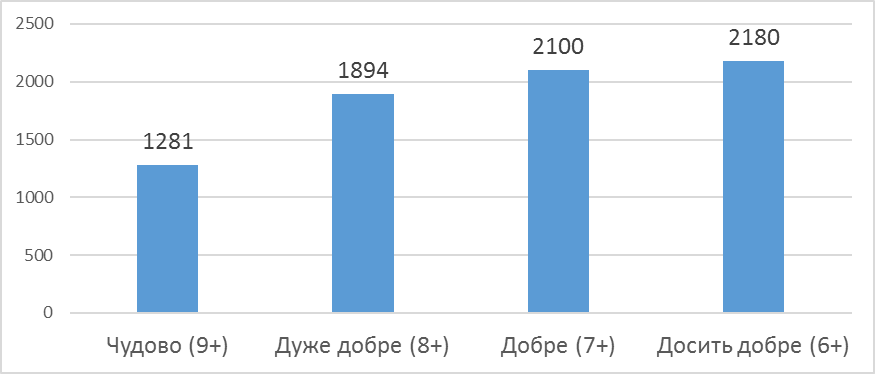 2500
2000
1500
1000
500
0
1281
1894
2100
2180
Чудово (9+)
Дуже добре (8+)
Добре (7+)
Досить добре (6+)